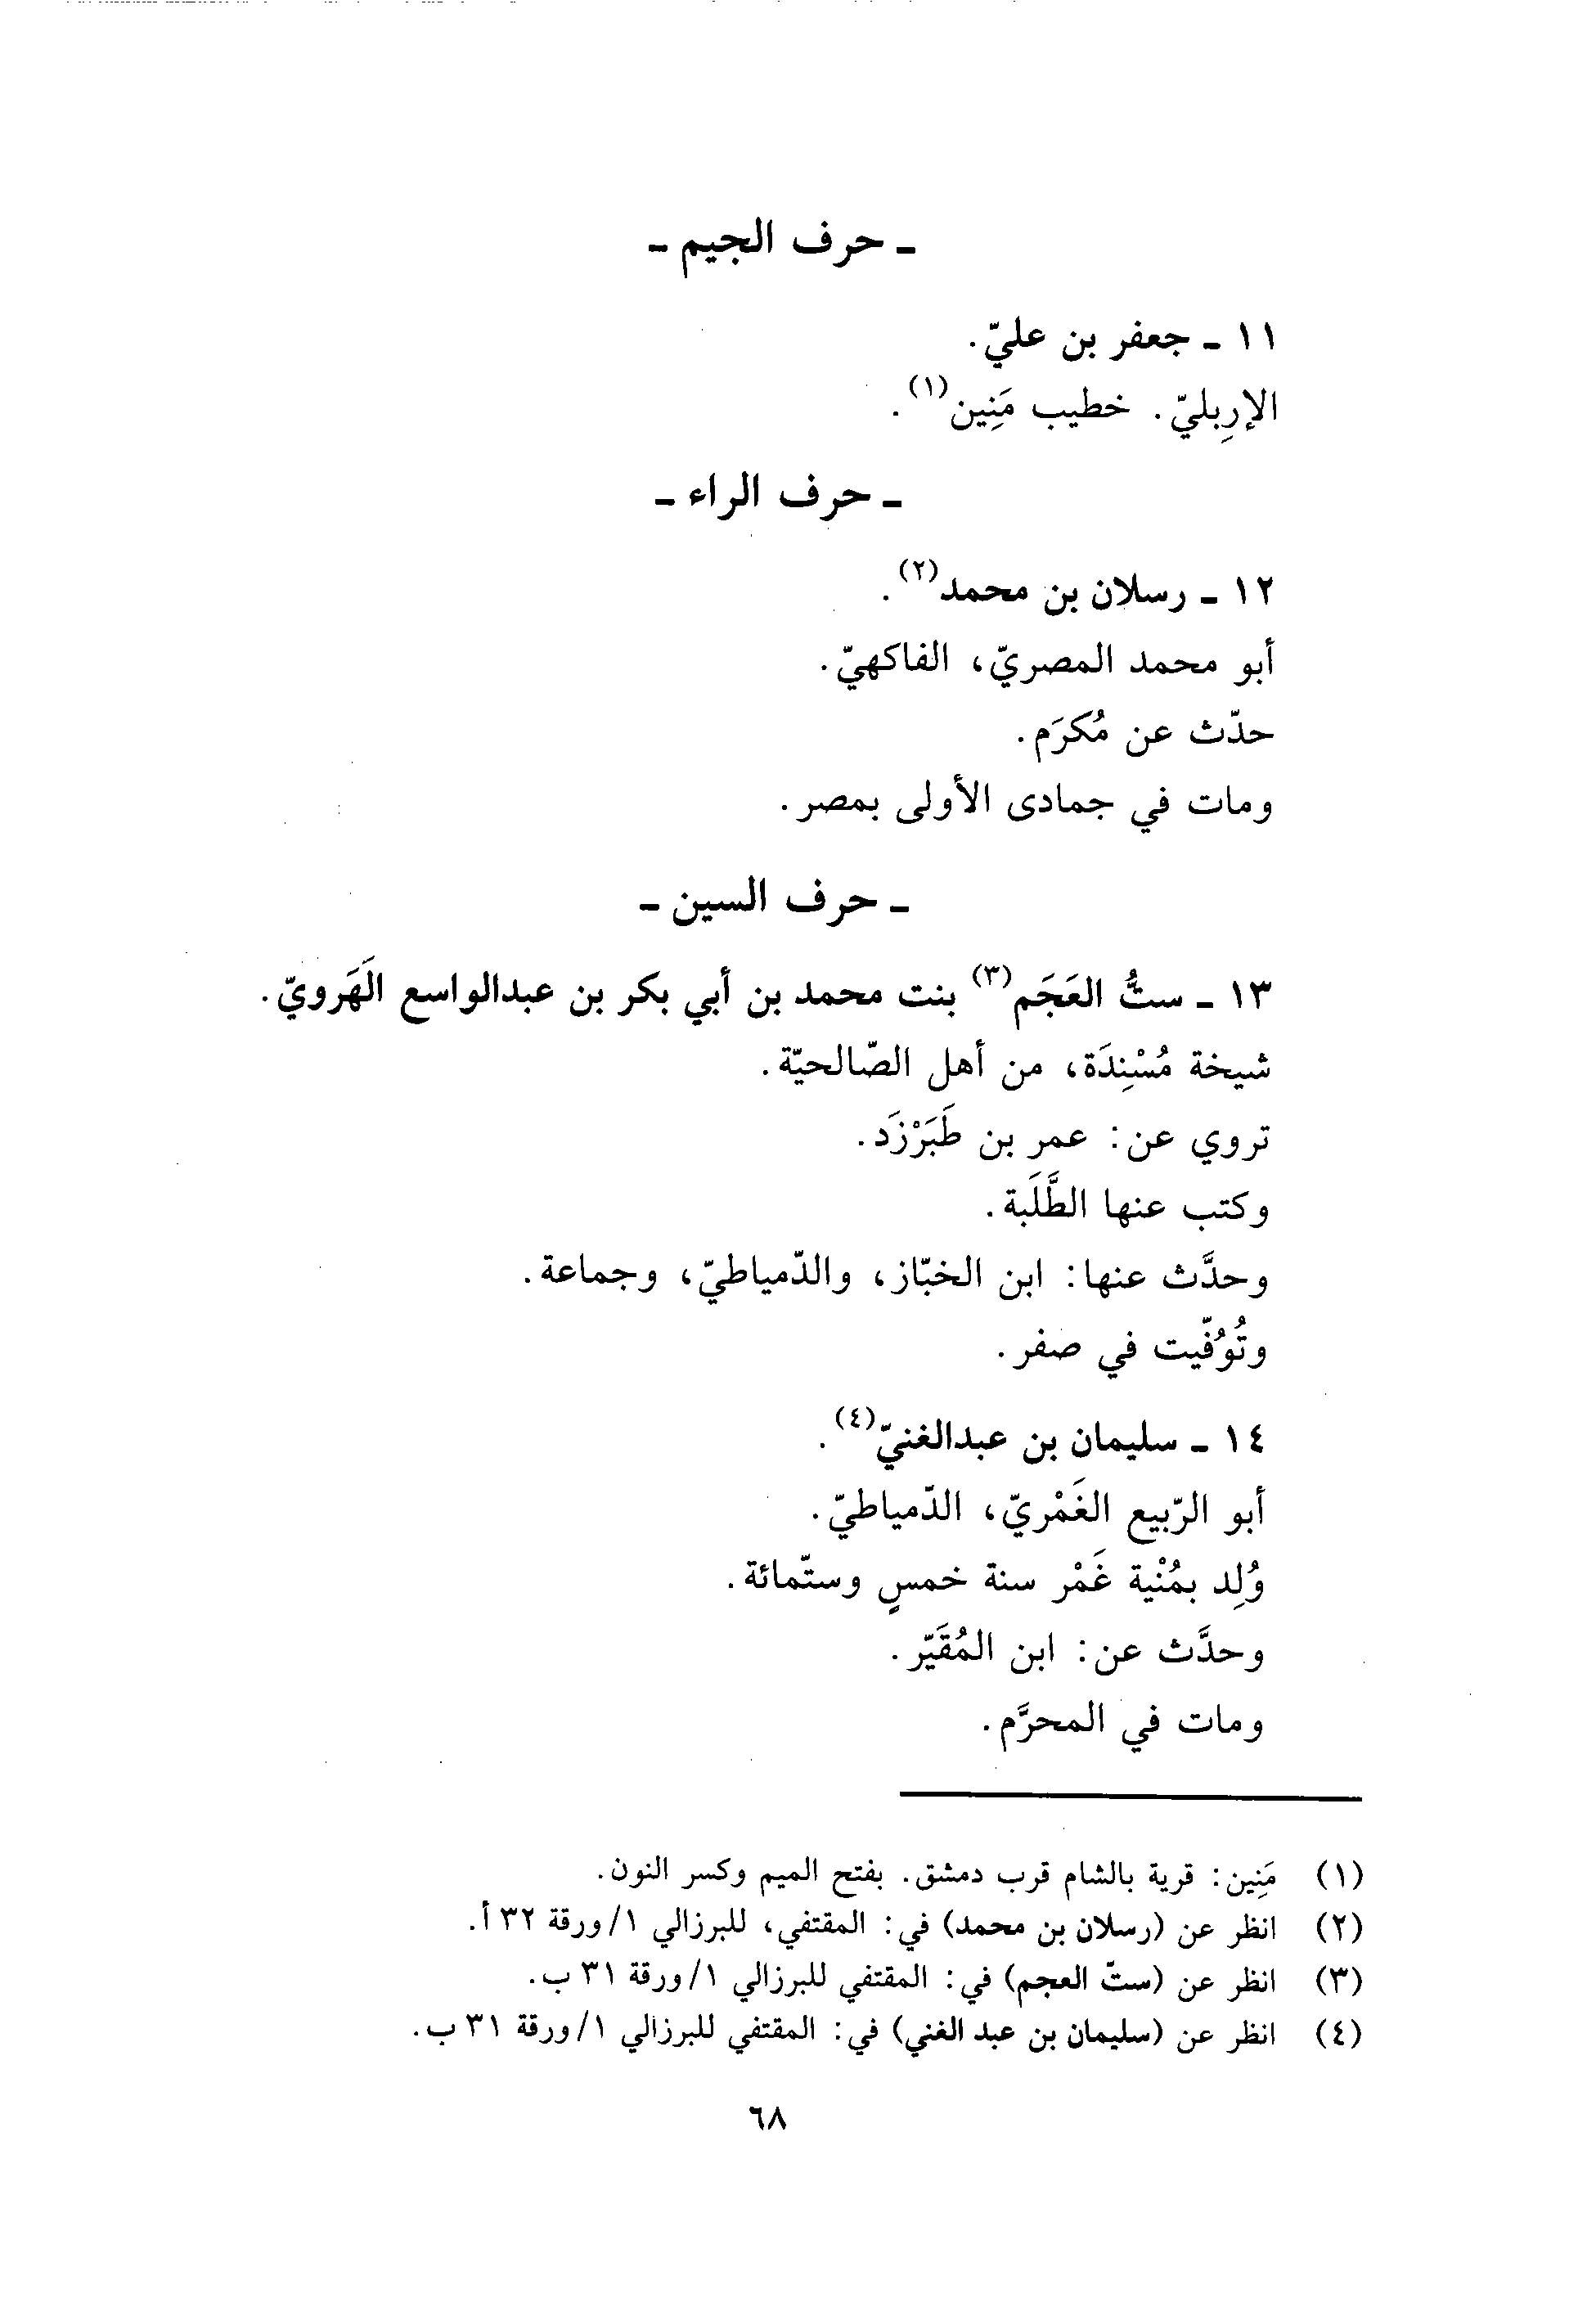 ـ حرف الجيم ـ
١١ ـ جعفر بن عليّ.
الإربِليّ. خطيب مَنِين(١).
ـ حرف الراء ـ
١٢ ـ رسلان بن محمد(٢).
أبو محمد المصريّ، الفاكهيّ.
حدّث عن مُكرَم.
ومات في جمادى الأولى بمصر.
ـ حرف السين ـ
١٣ ـ ستُّ العَجَم(٣) بنت محمد بن أبي بكر بن عبدالواسع الهَرويّ.
شيخة مُسْنِدَة، من أهل الصّالحيّة.
تروي عن: عمر بن طَبَرْزَد.
وكتب عنها الطَّلَبة.
وحدَّث عنها: ابن الخبّاز، والدّمياطيّ، وجماعة.
وتُوُفّيت في صفر.
١٤ ـ سليمان بن عبدالغنيّ(٤).
أبو الرّبيع الغَمْريّ، الدّمياطيّ.
وُلِد بمُنْية غَمْر سنة خمسٍ وستّمائة.
وحدَّث عن: ابن المُقَيّر.
ومات في المحرَّم.
(١) مَنِين: قرية بالشام قرب دمشق. بفتح الميم وكسر النون.
(٢) انظر عن (رسلان بن محمد) في: المقتفي، للبرزالي ١/ورقة ٣٢ أ.
(٣) انظر عن (ستّ العجم) في: المقتفي للبرزالي ١/ورقة ٣١ ب.
(٤) انظر عن (سليمان بن عبد الغني) في: المقتفي للبرزالي ١/ورقة ٣١ ب.
٦٨